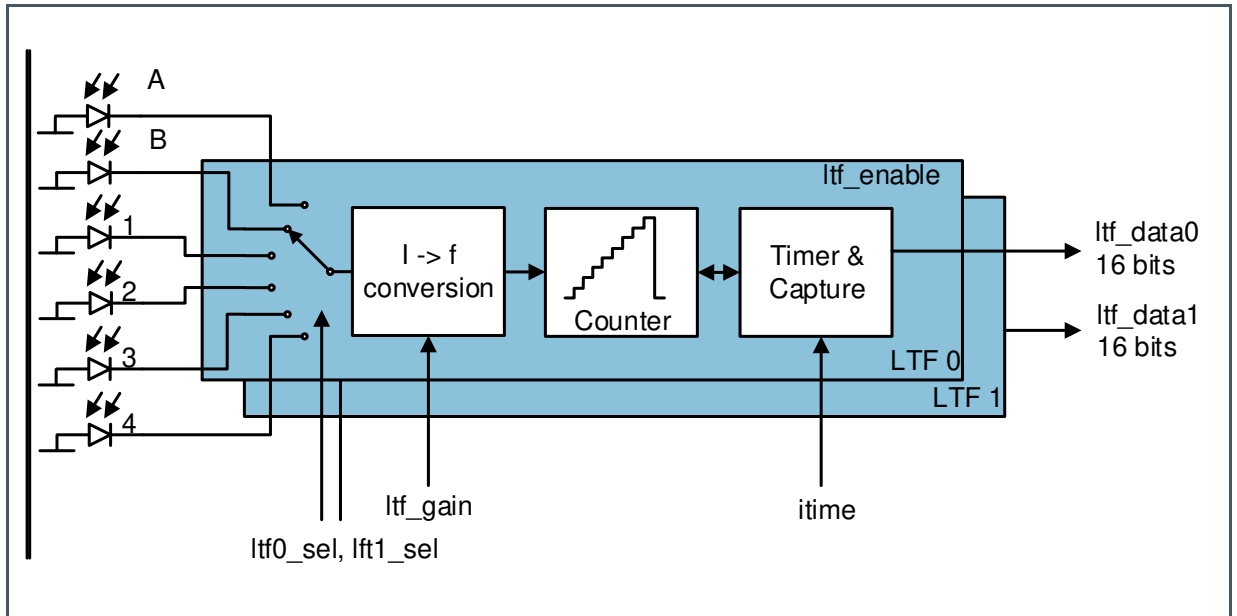 A
B
1
2
3
4
ltf_enable
I -> f
conversion
Counter
Timer &
Capture
LTF 0
LTF 1
ltf_data0
16 bits
ltf_data1
16 bits
ltf_gain
itime
ltf0_sel, lft1_sel